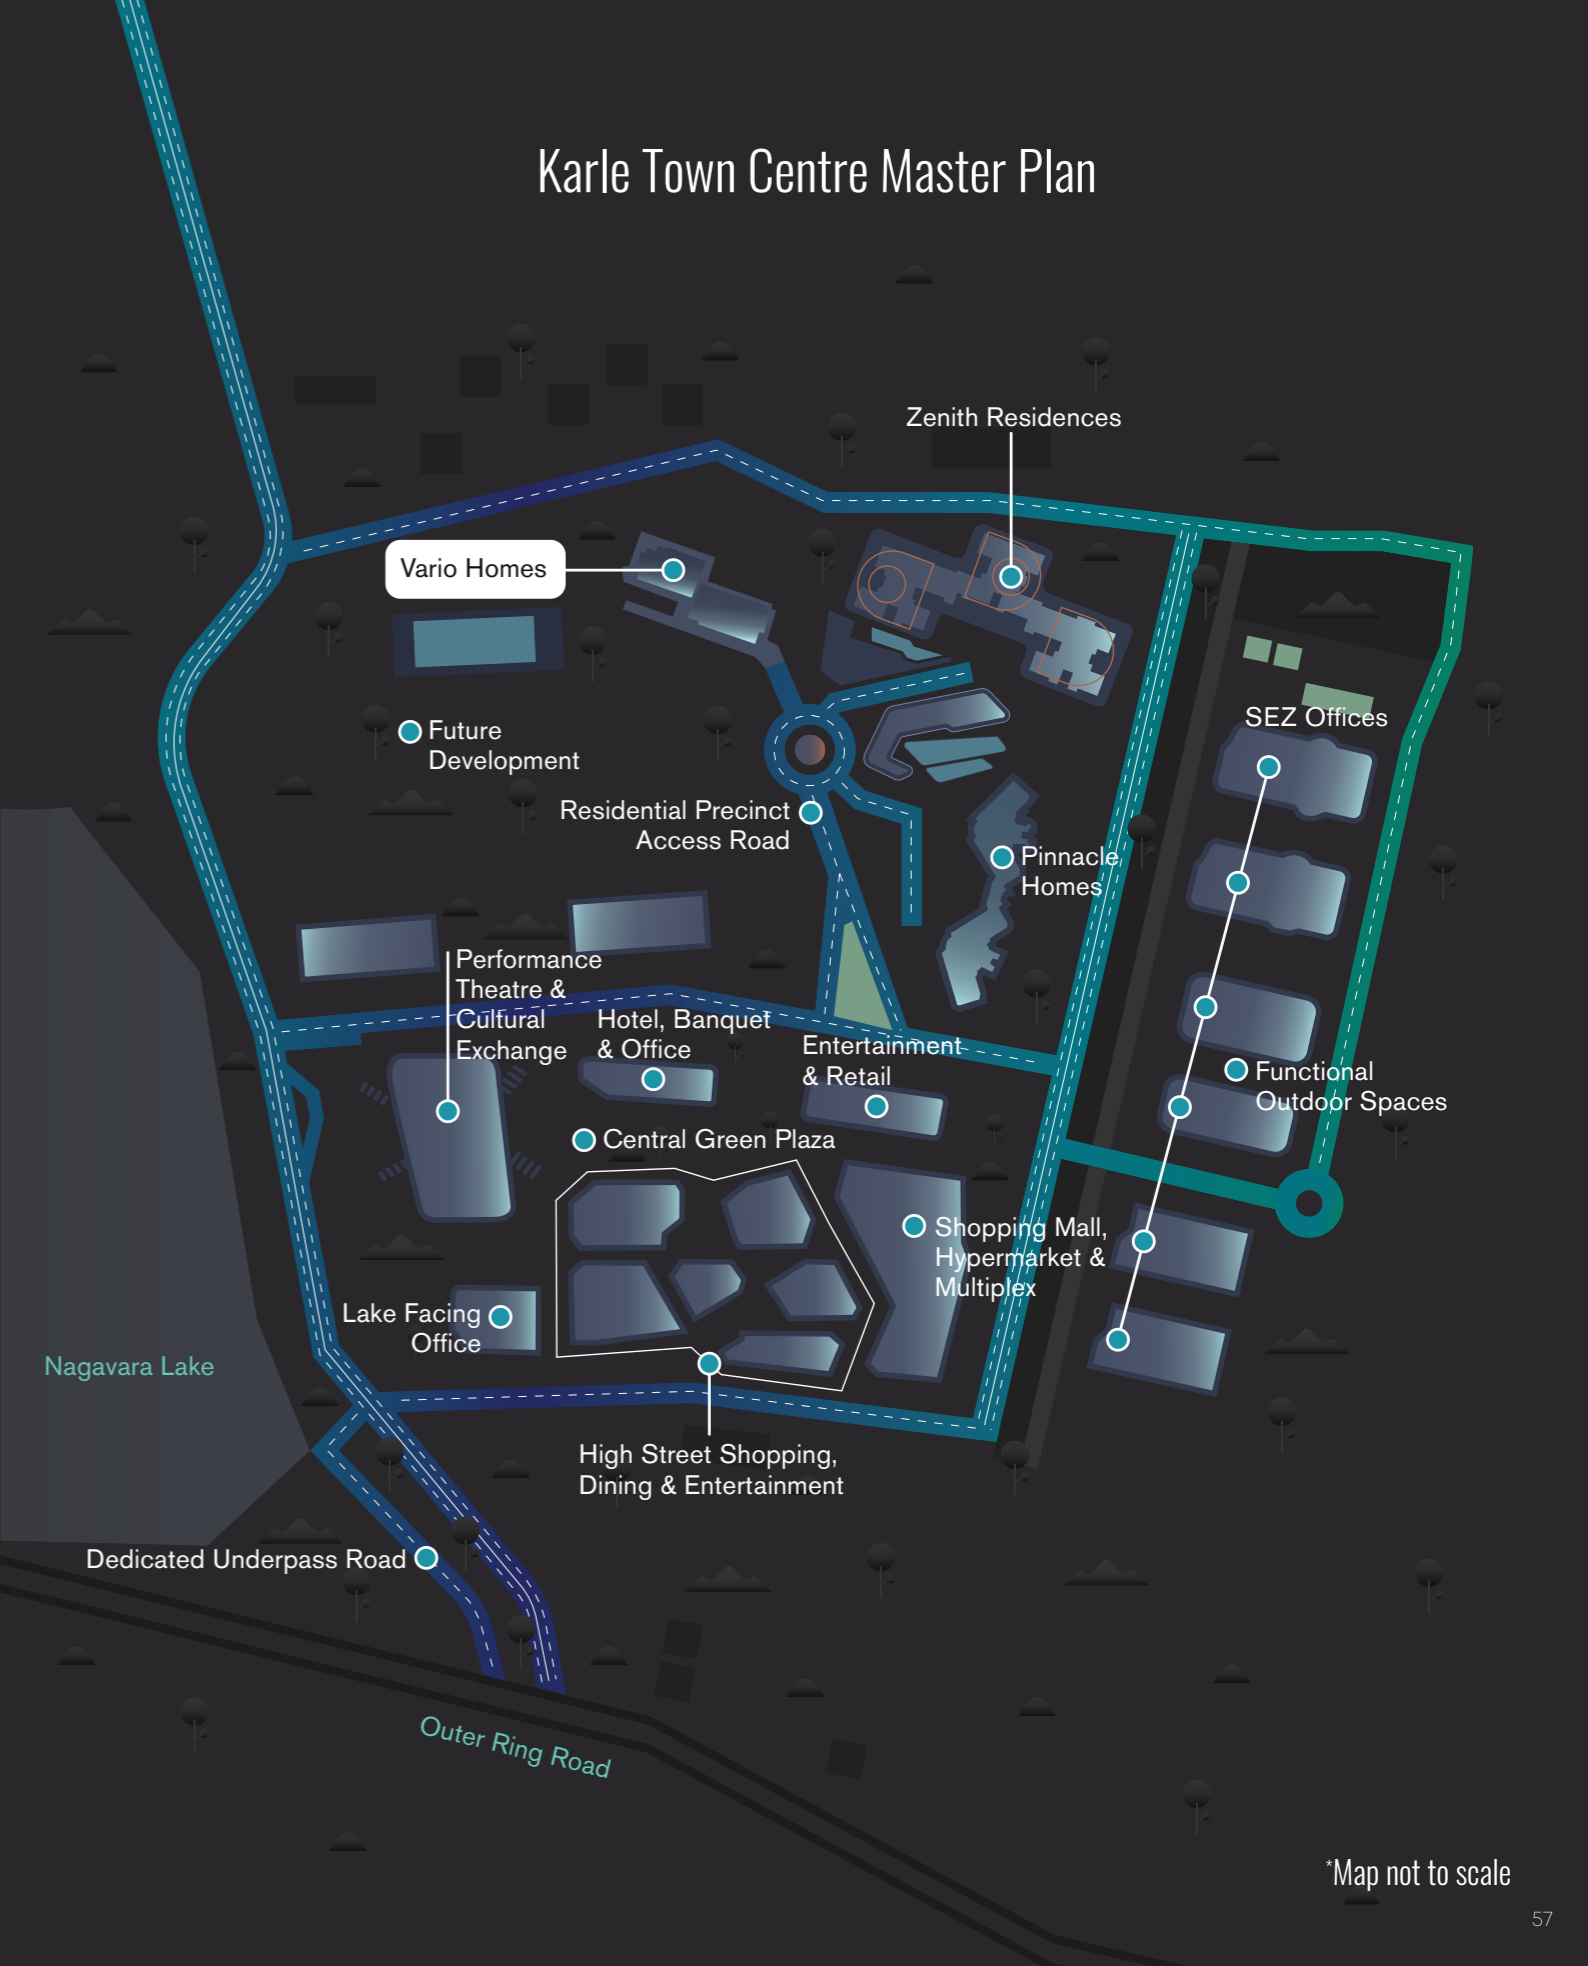 Karle Town Centre Master Plan
Zenith Residences
Vario Homes
SEZ Offices
Future
Development
Residential Precinct
Access Road
Pinnacle
Homes
Performance
Theatre &
Cultural
Exchange
Hotel, Banquet
& Office
Entertainment
& Retail
Functional
Outdoor Spaces
Central Green Plaza
Shopping Mall,
Hypermarket &
Multiplex
Lake Facing
Office
Nagavara Lake
High Street Shopping,
Dining & Entertainment
Dedicated Underpass Road
Outer Ring Road
*Map not to scale
57